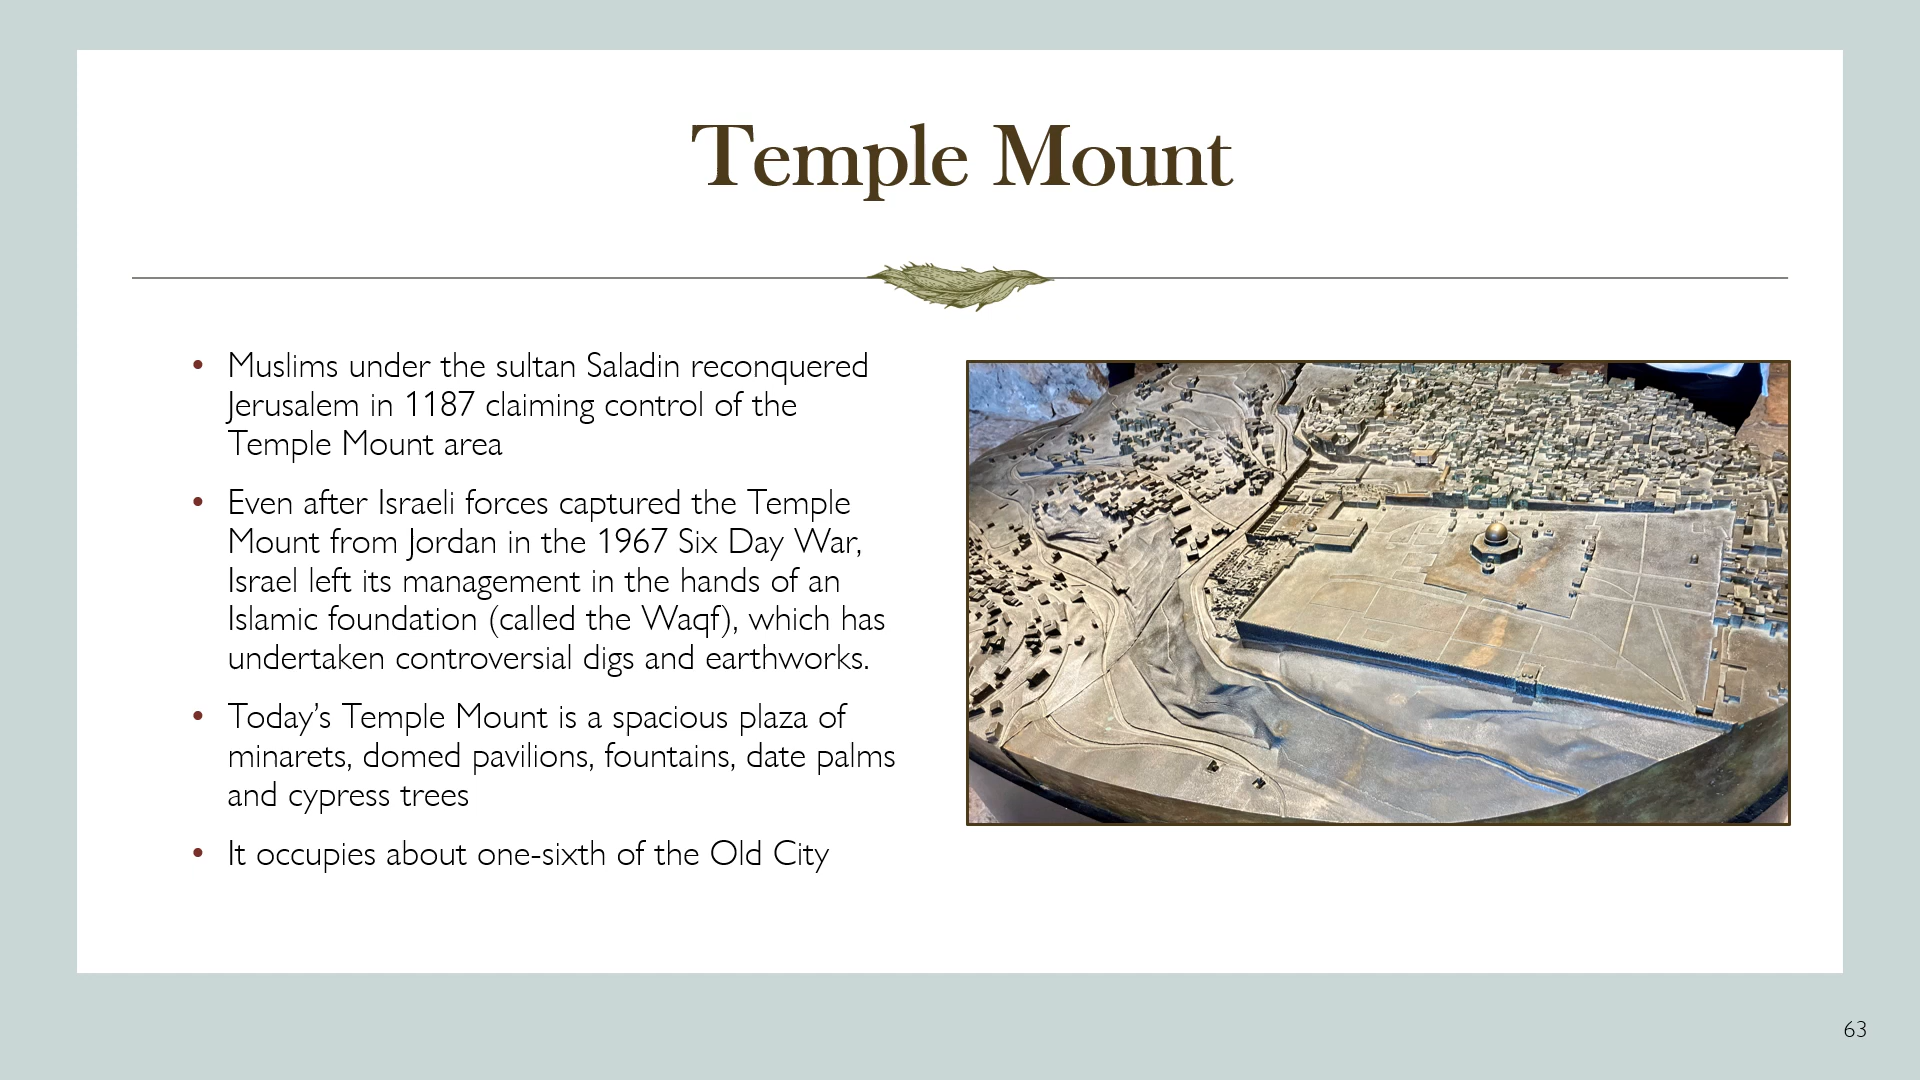 Temple Mount
• Muslims under the sultan Saladin reconquered
Jerusalem in 1187 claiming control of the
Temple Mount area
• Even after Israeli forces captured the Temple
Mount from Jordan in the 1967 Six Day War,
Israel left its management in the hands of an
Islamic foundation (called the Waqf), which has
undertaken controversial digs and earthworks.
• Today’s Temple Mount is a spacious plaza of
minarets, domed pavilions, fountains, date palms
and cypress trees
• It occupies about one-sixth of the Old City
63